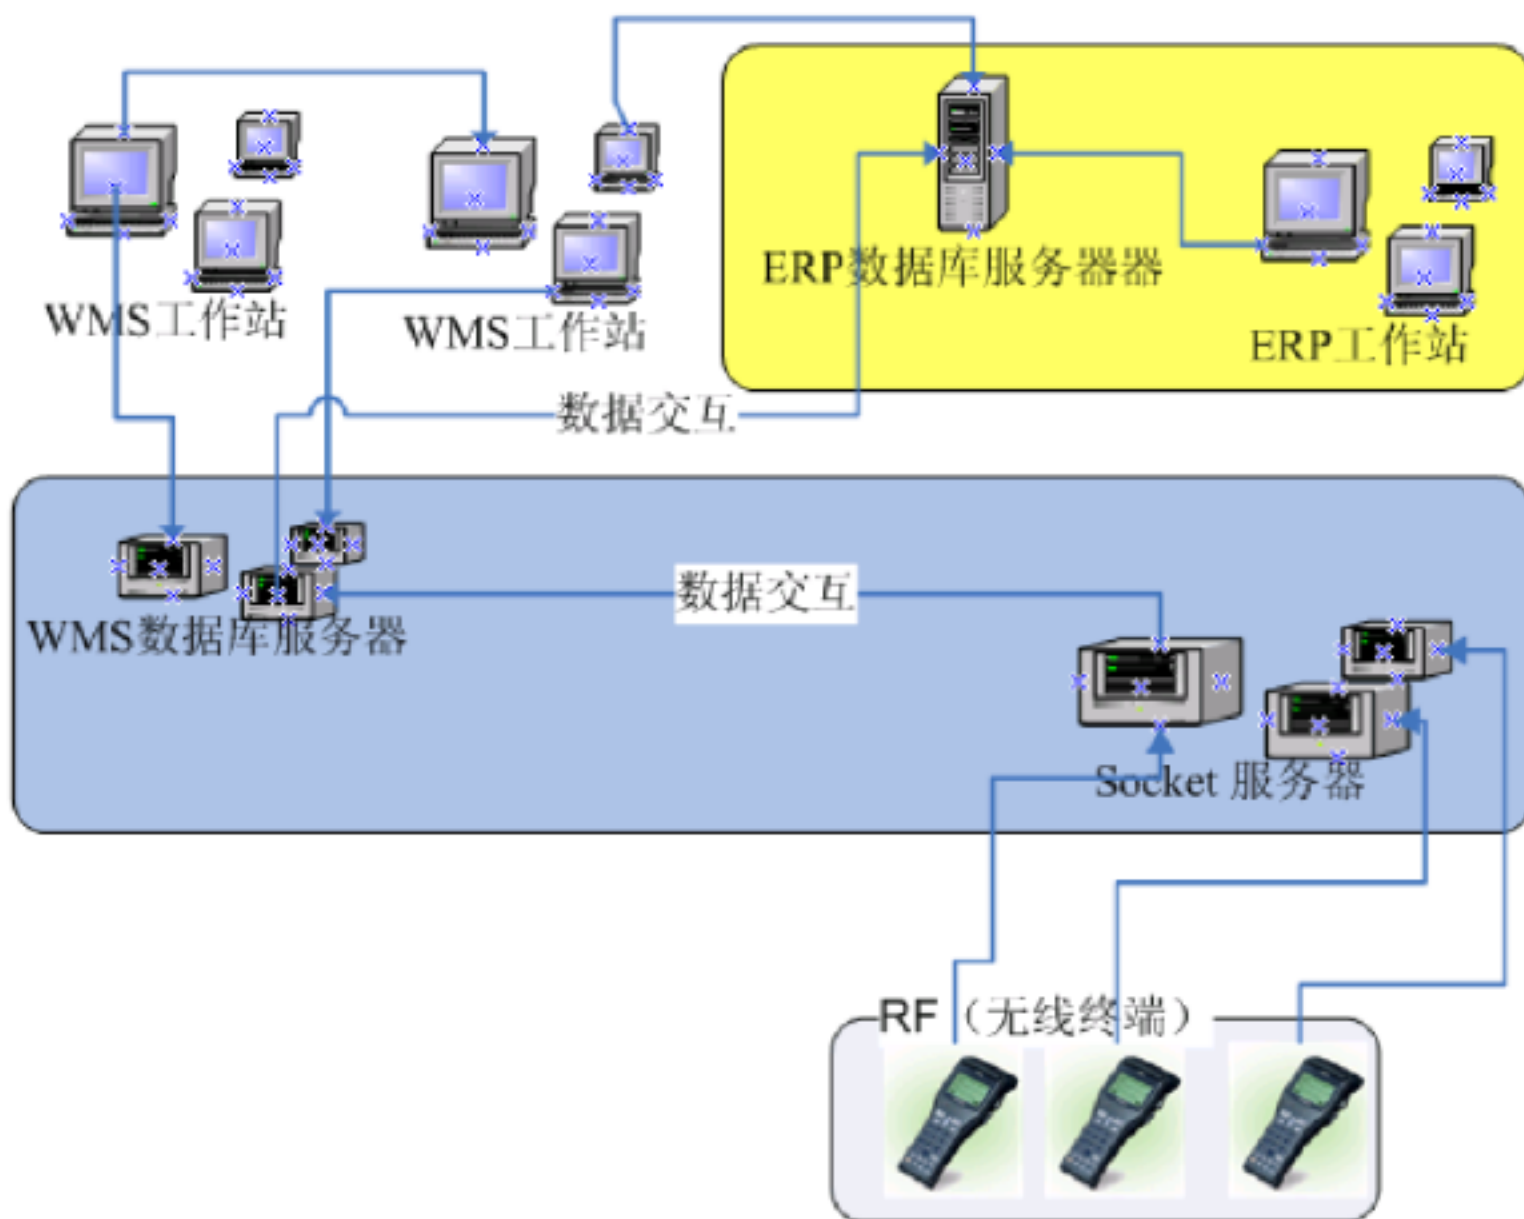 ERP数据库服务器器
WMS工作站
WMS工作站
ERP工作站
数据交互
数据交互
WMS数据库服务器
Socket 服务器
RF（无线终端）